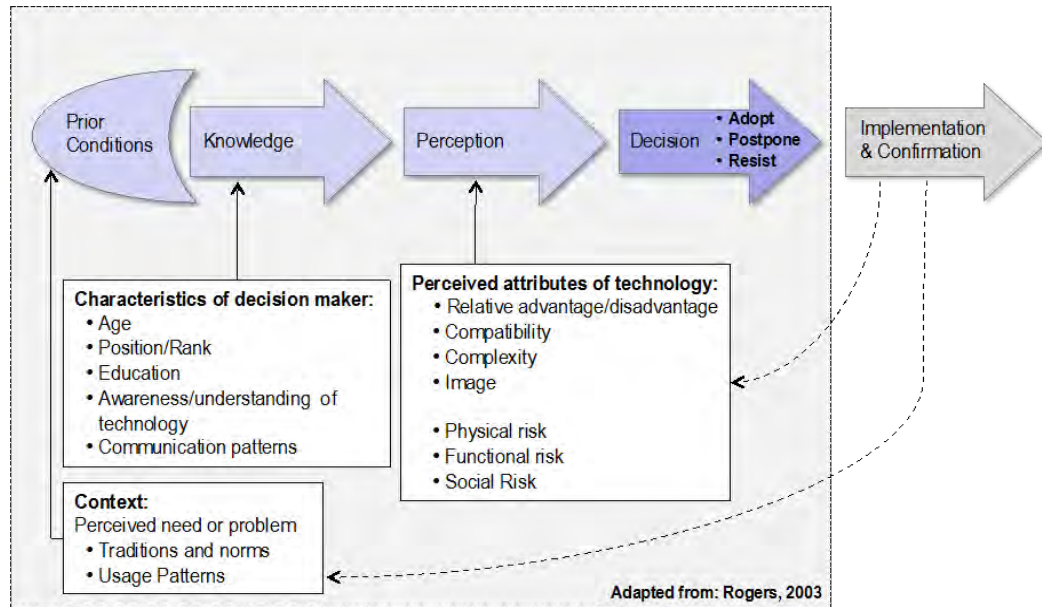 Prior
Conditions
Knowledge
Perception
Decision
• Adopt
• Postpone
• Resist
Implementation
& Confirmation
Characteristics of decision maker:
• Age
• Position/Rank
• Education
• Awareness/understanding of
technology
• Communication patterns
Perceived attributes of technology:
• Relative advantage/disadvantage
• Compatibility
• Complexity
• Image
• Physical risk
• Functional risk
• Social Risk
Context:
Perceived need or problem
• Traditions and norms
• Usage Patterns
Adapted from: Rogers, 2003